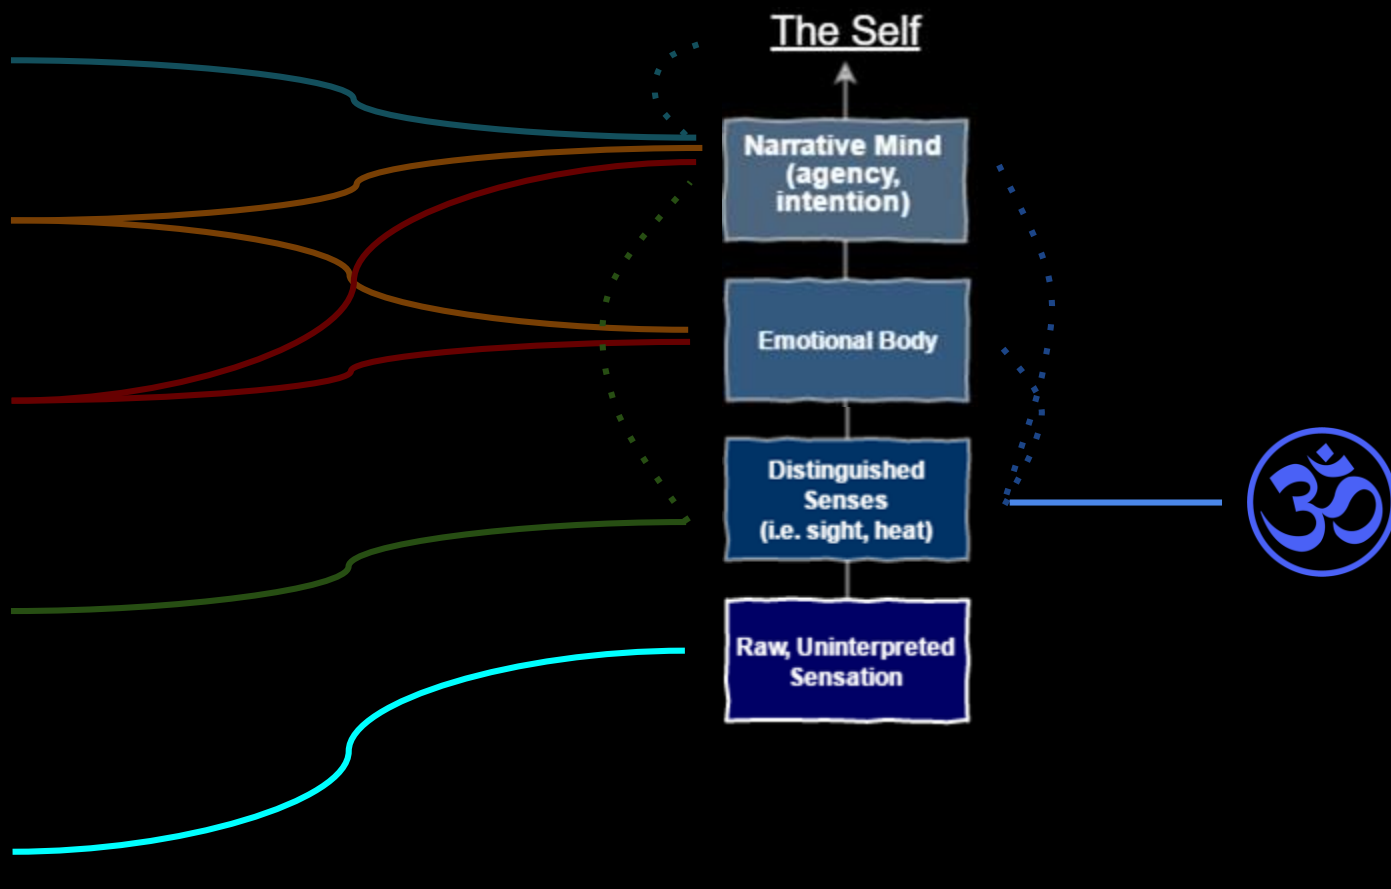 The Self
Narrative Mind
(agency,
intention)
Emotional Body
Distinguished
Senses
(i.e. sight, heat)
Raw, Uninterpreted
Sensation
ॐ